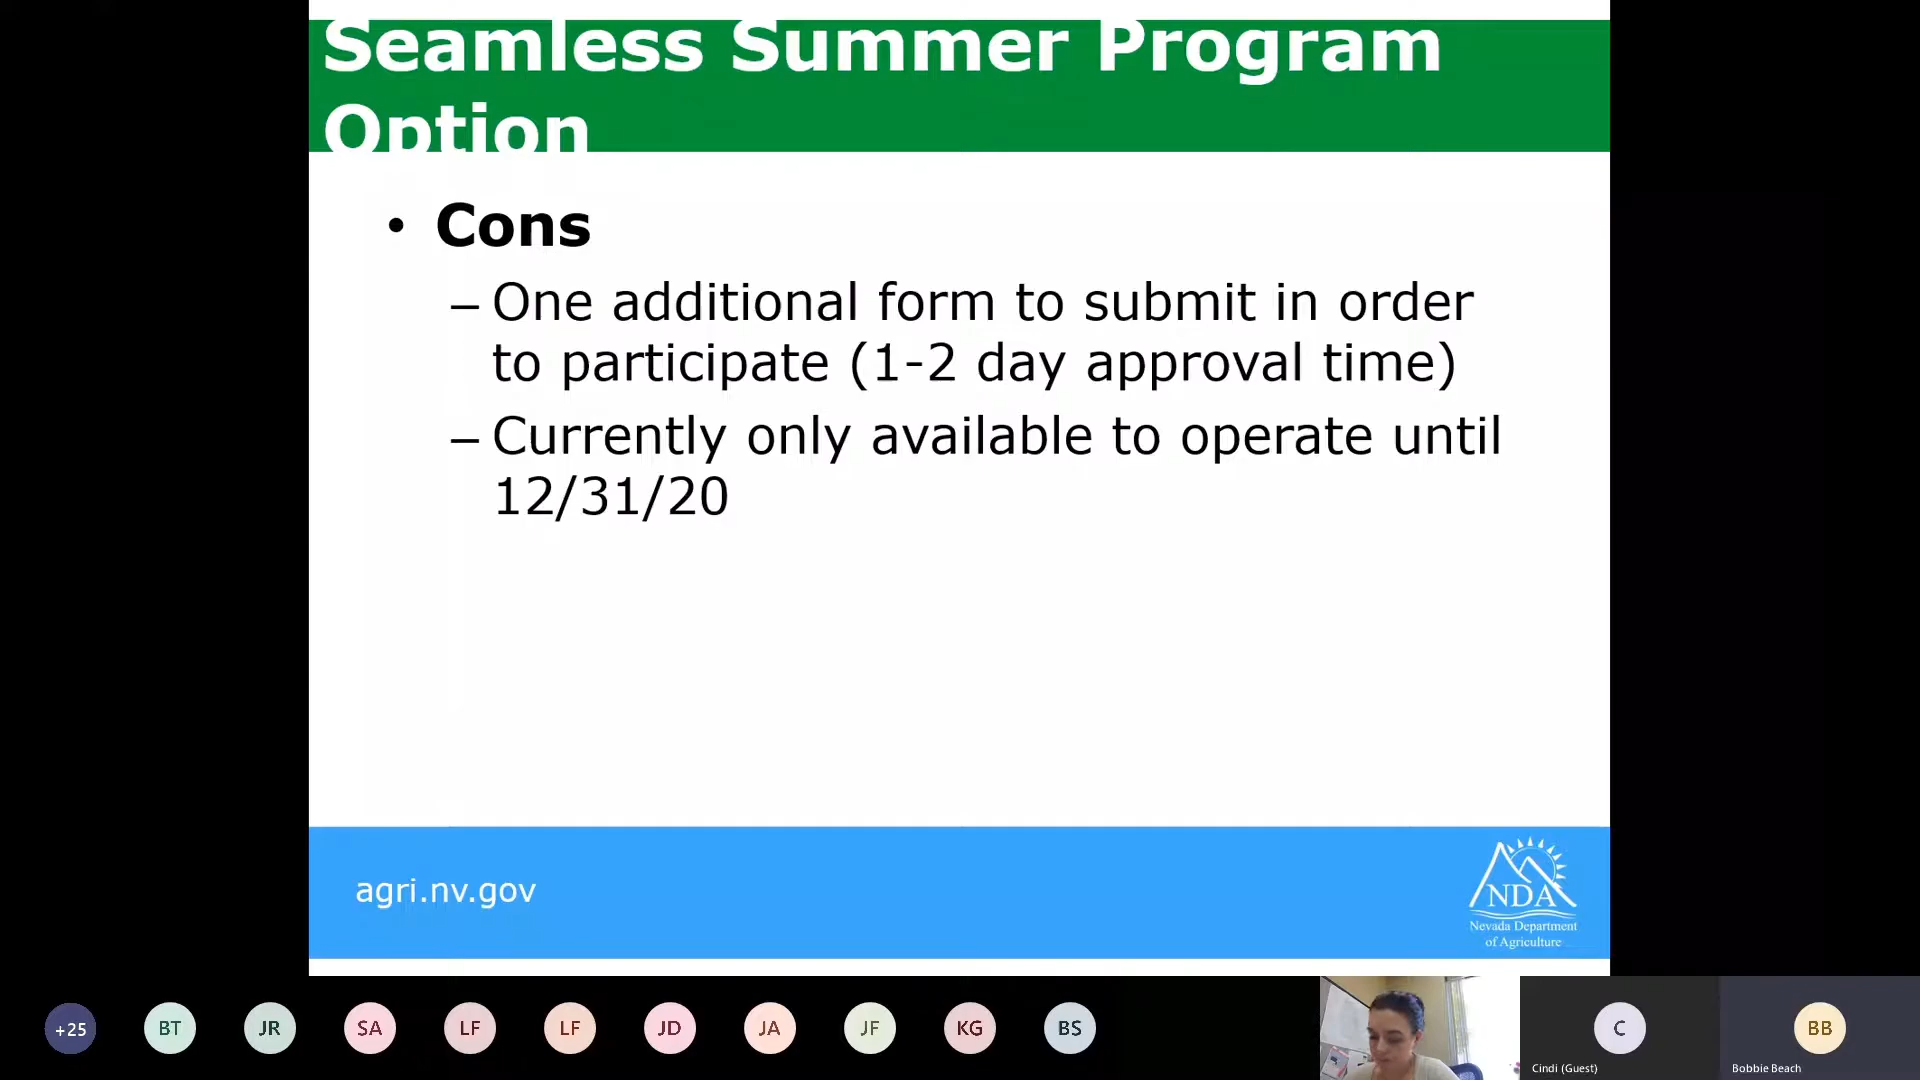 Seamless Summer Program
Option
• Cons
– One additional form to submit in order
to participate (1-2 day approval time)
– Currently only available to operate until
12/31/20
agri.nv.gov
NDA
Nevada Department
of Agriculture
+25
BT
JR
SA
LF
LF
JD
JA
JF
KG
BS
C
BB
Cindi (Guest)
Bobbie Beach